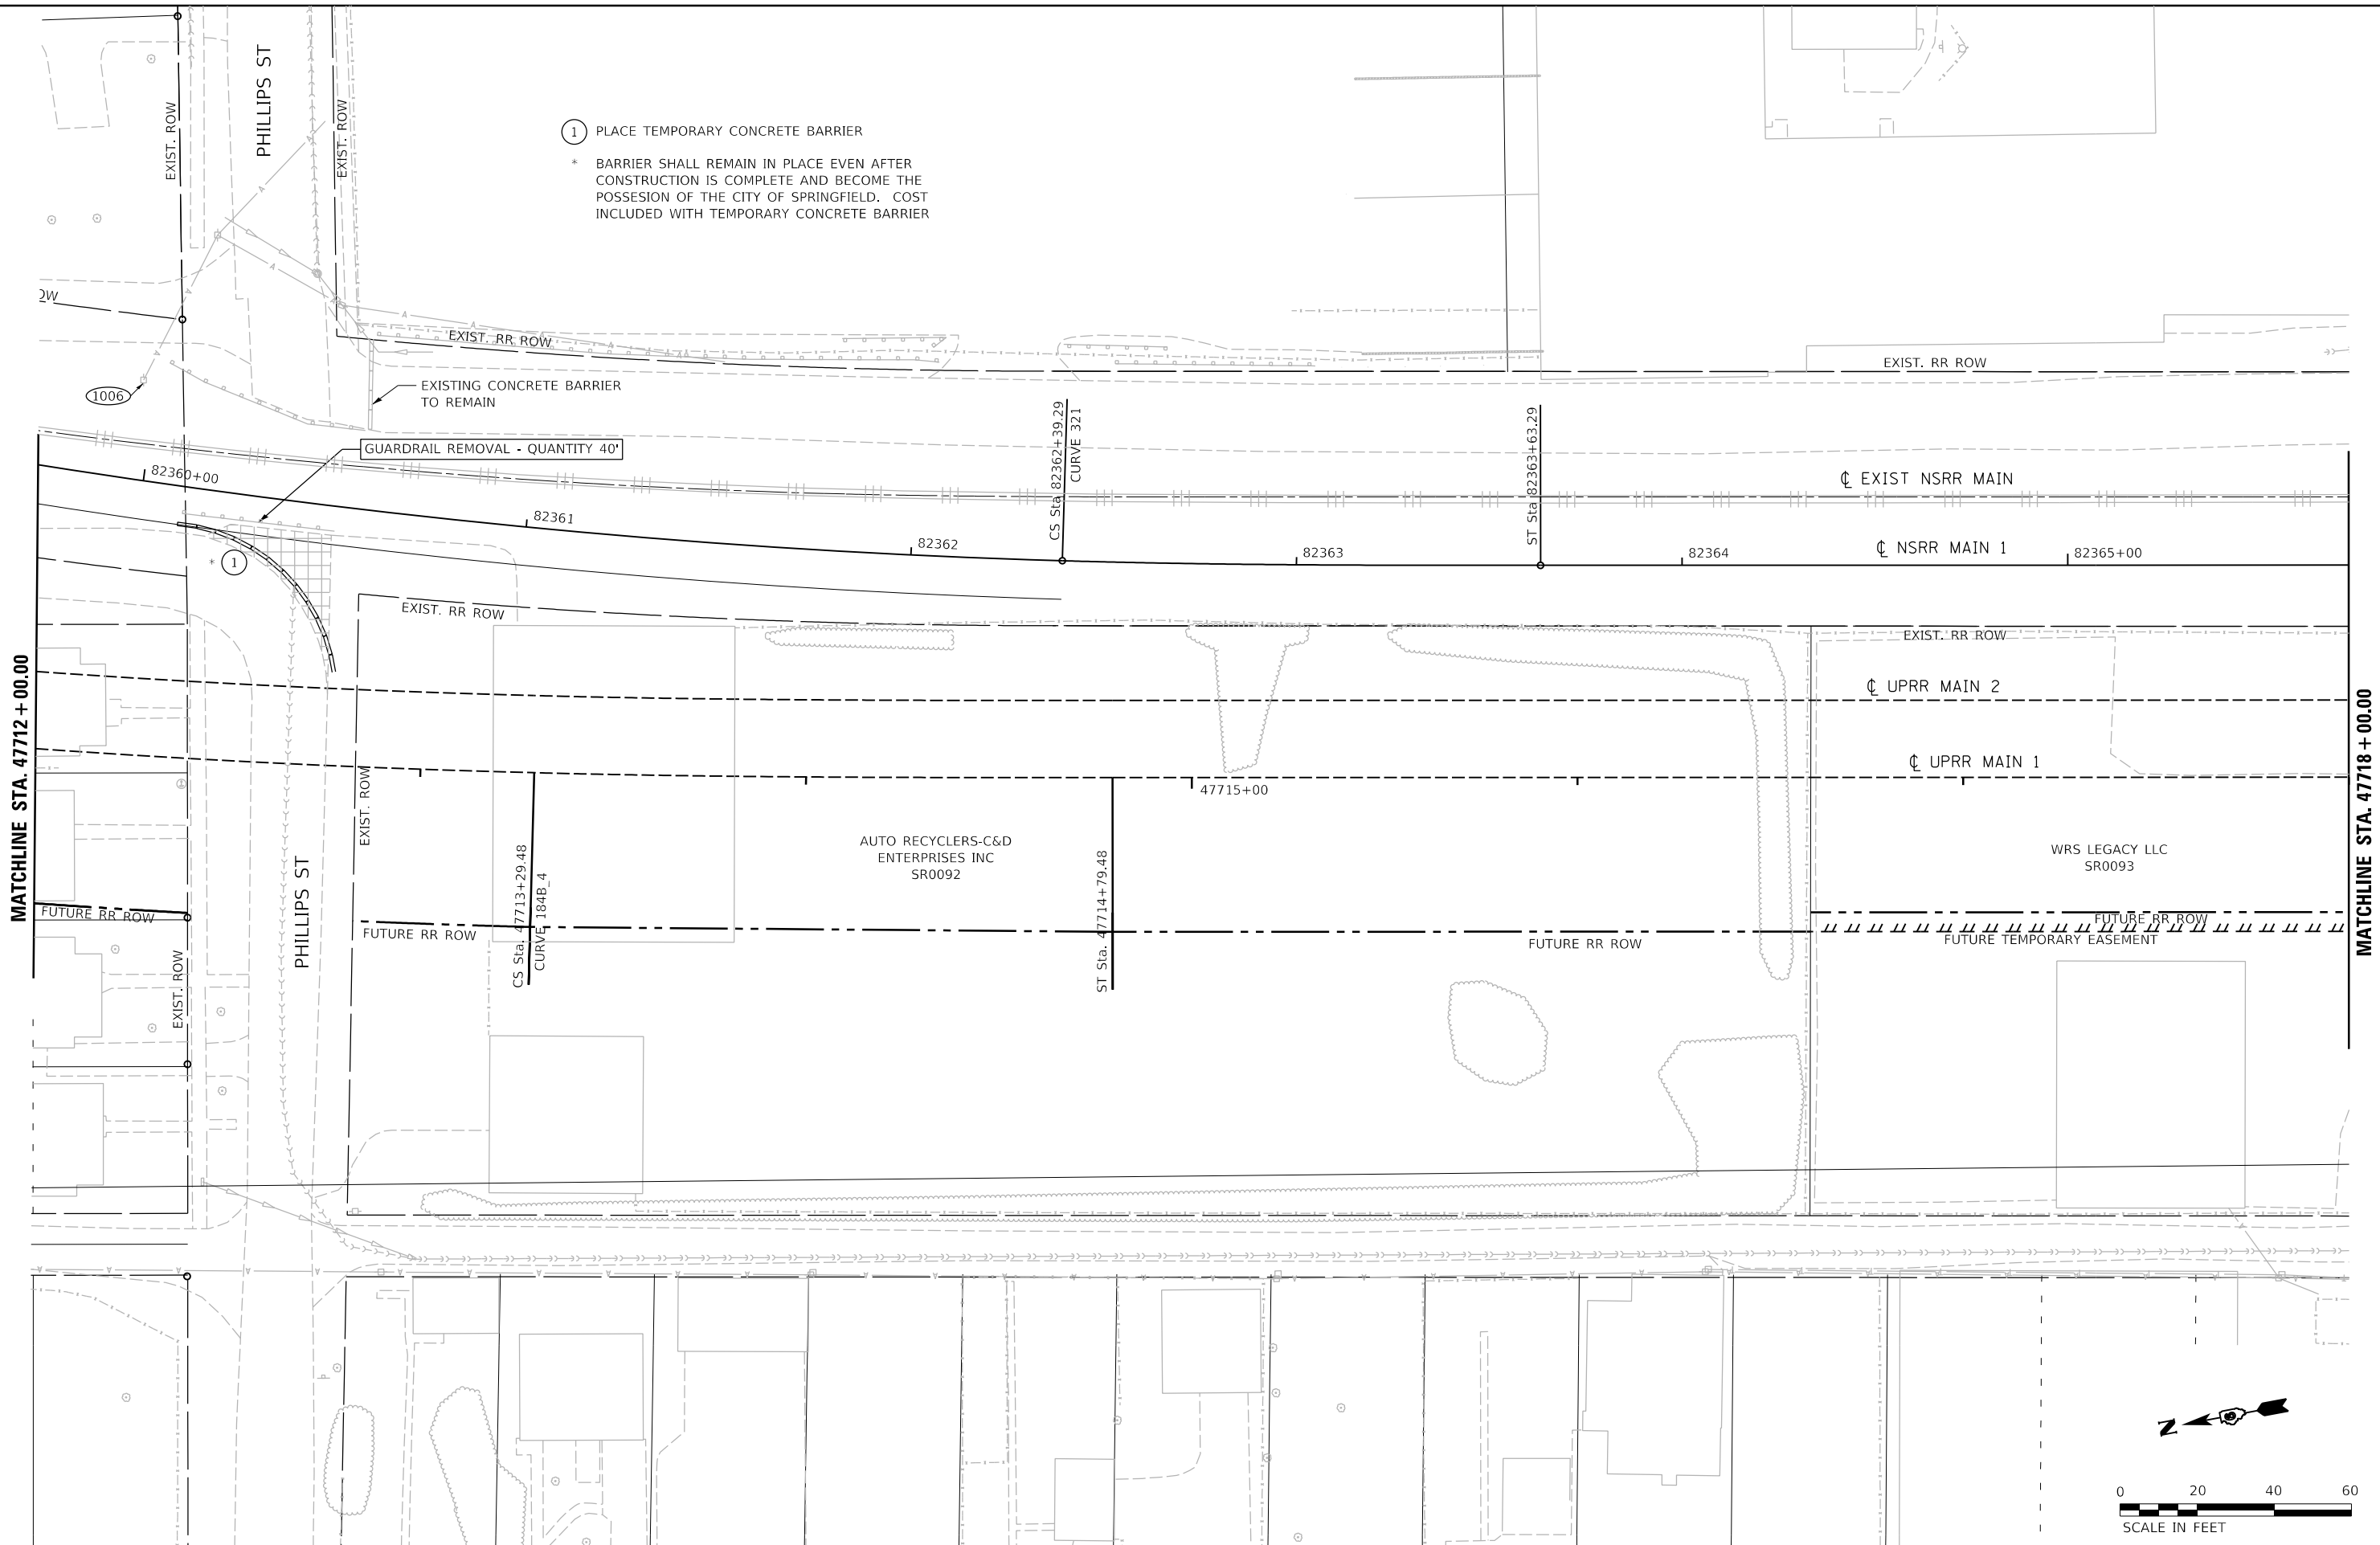 PHILLIPS ST
EXIST. ROW
EXIST. ROW
1 PLACE TEMPORARY CONCRETE BARRIER
* BARRIER SHALL REMAIN IN PLACE EVEN AFTER
CONSTRUCTION IS COMPLETE AND BECOME THE
POSSESION OF THE CITY OF SPRINGFIELD. COST
INCLUDED WITH TEMPORARY CONCRETE BARRIER
OW
EXIST. RR ROW
EXIST. RR ROW
EXISTING CONCRETE BARRIER
TO REMAIN
1006
GUARDRAIL REMOVAL - QUANTITY 40'
82360+00
82361
82362
CS Sta 82362+39.29
CURVE 321
82363
ST Sta 82363+63.29
82364
82365+00
℄ EXIST NSRR MAIN
℄ NSRR MAIN 1
* 1
EXIST. RR ROW
EXIST. RR ROW
℄ UPRR MAIN 2
℄ UPRR MAIN 1
47715+00
MATCHLINE STA. 47712+00.00
MATCHLINE STA. 47718+00.00
EXIST. ROW
PHILLIPS ST
AUTO RECYCLERS-C&D
ENTERPRISES INC
SR0092
WRS LEGACY LLC
SR0093
CS Sta. 47713+29.48
CURVE 184B_4
ST Sta. 47714+79.48
FUTURE RR ROW
FUTURE RR ROW
FUTURE RR ROW
FUTURE RR ROW
FUTURE TEMPORARY EASEMENT
EXIST. ROW
N
0 20 40 60
SCALE IN FEET